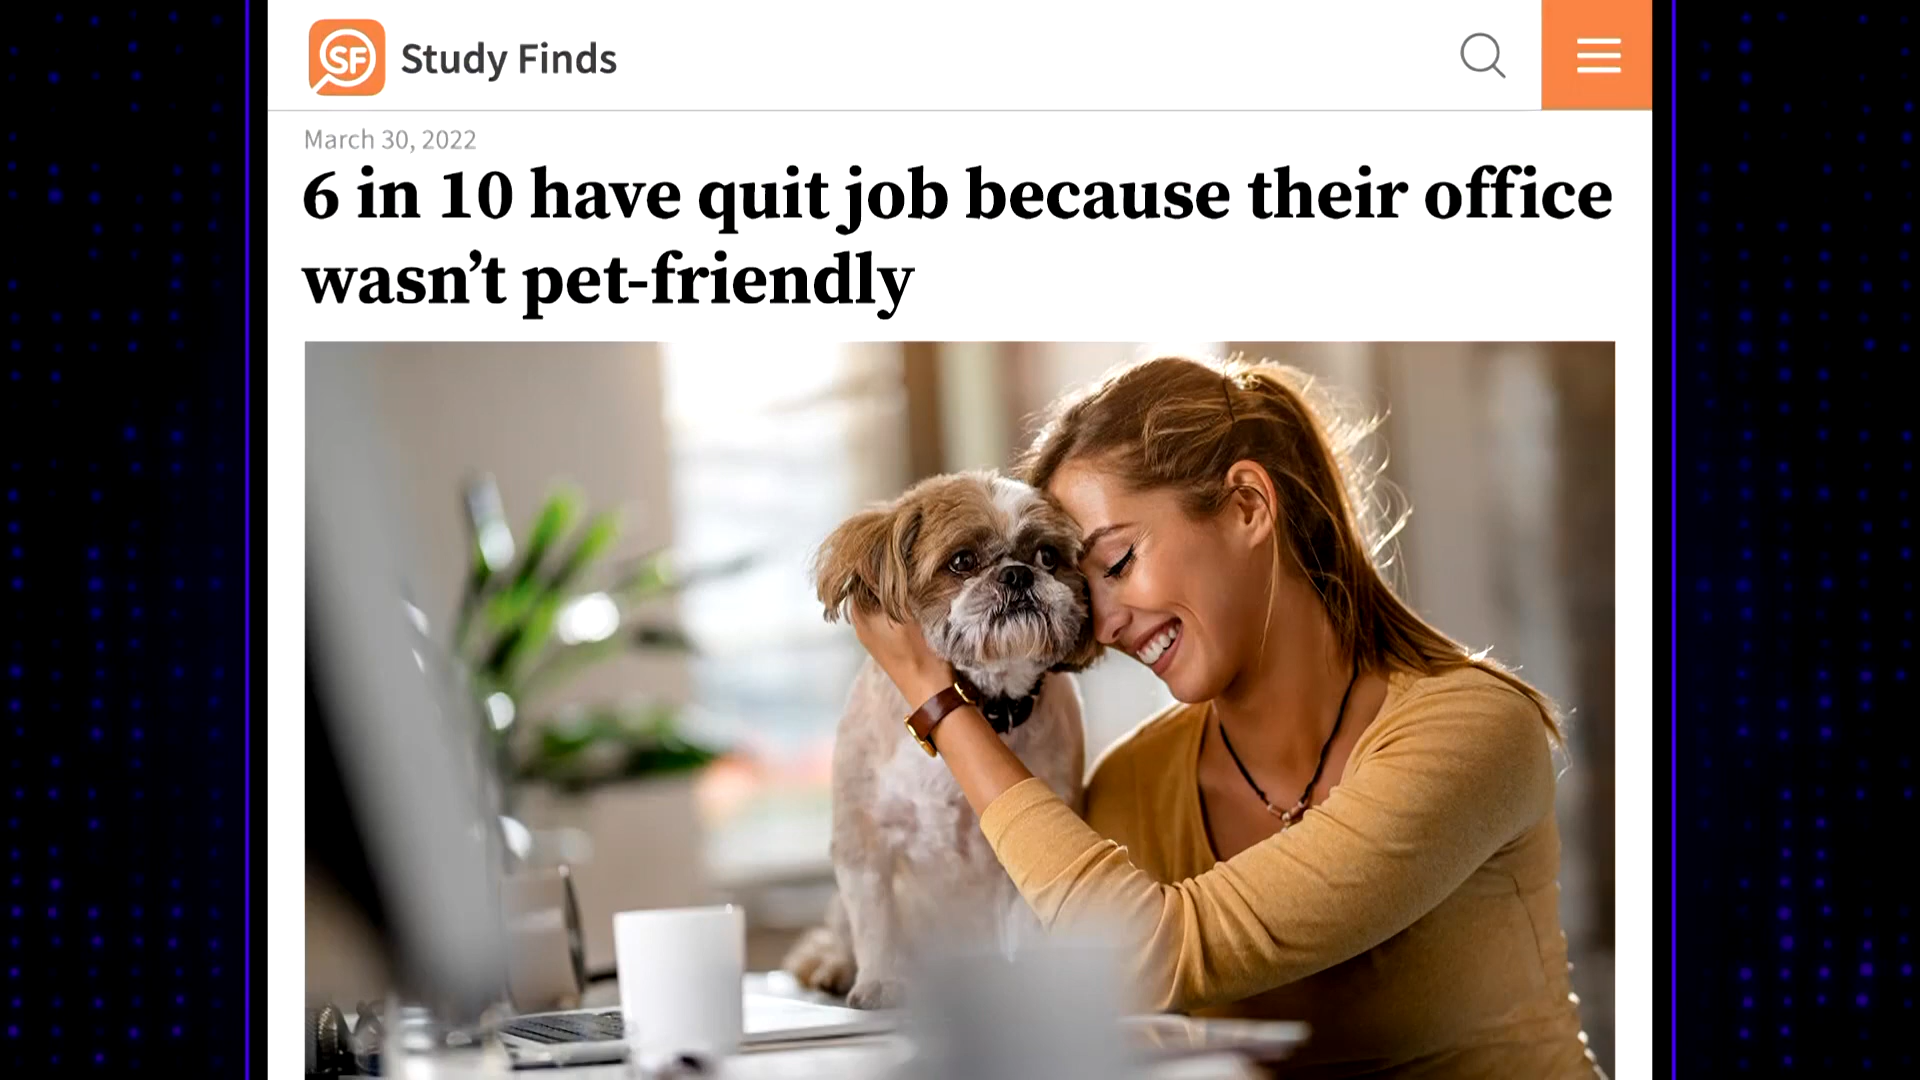 SF Study Finds
March 30, 2022
6 in 10 have quit job because their office
wasn’t pet-friendly